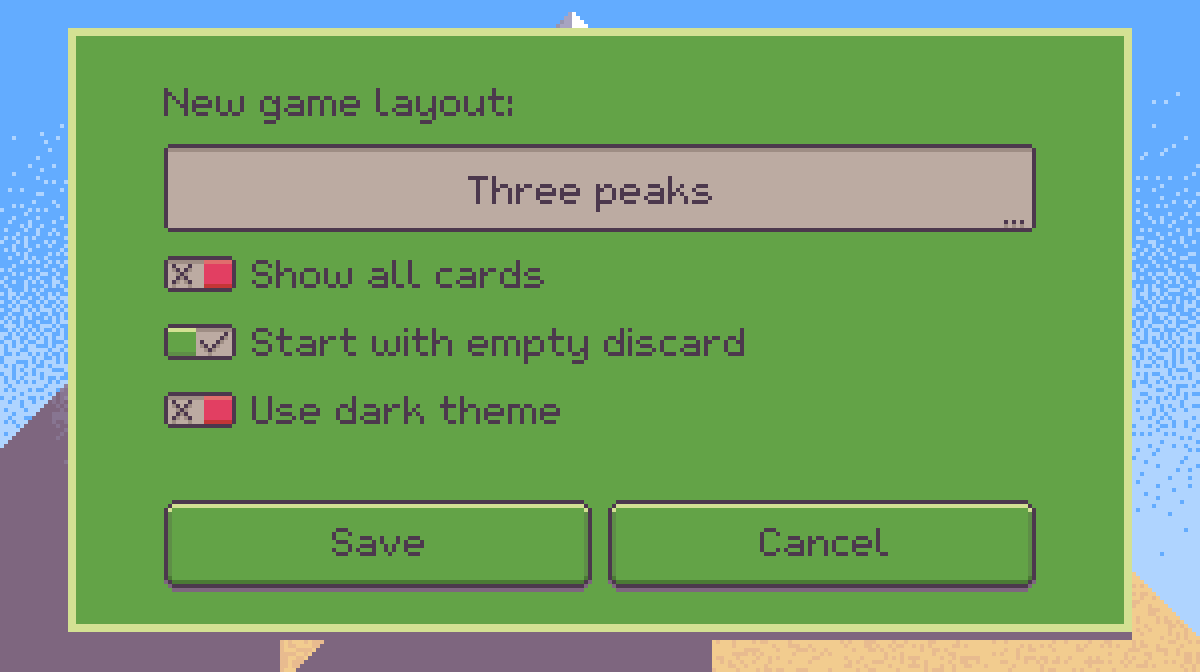 New game layout:
Three peaks
...
Show all cards
Start with empty discard
Use dark theme
Save
Cancel